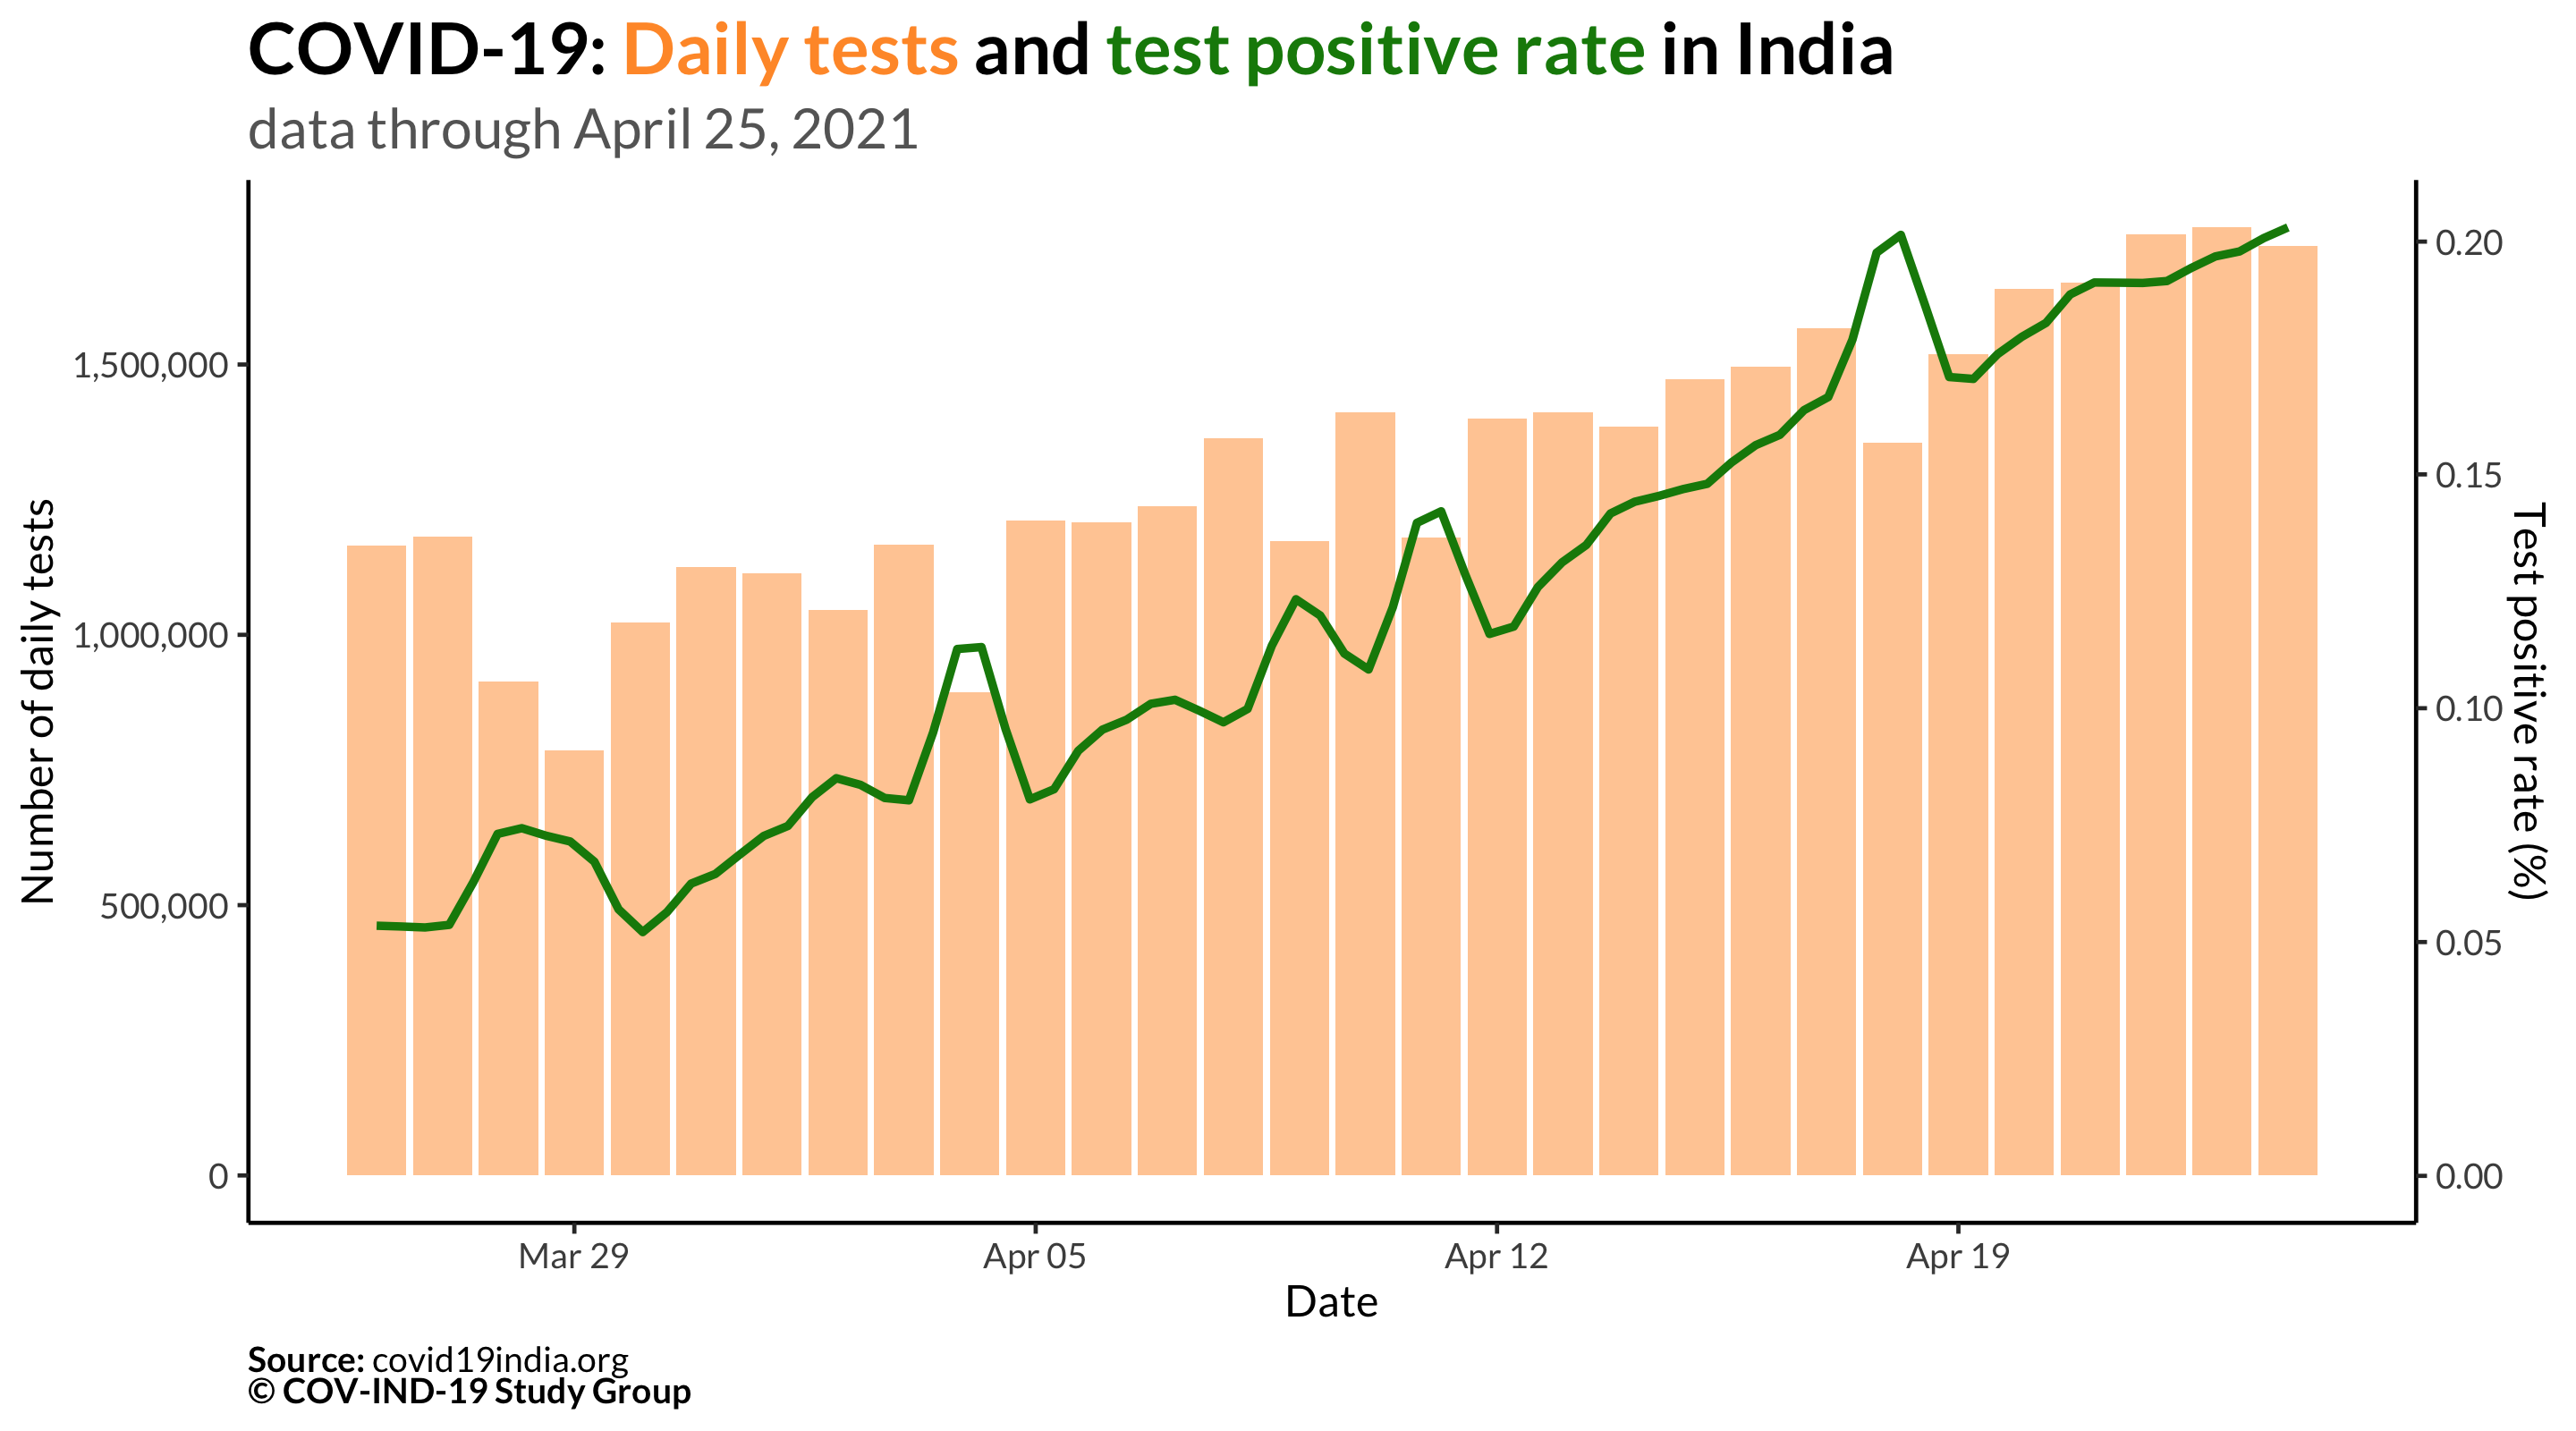 COVID-19: Daily tests and test positive rate in India
data through April 25, 2021
Number of daily tests
1,500,000
1,000,000
500,000
0
0.20
0.15
0.10
0.05
0.00
Test positive rate (%)
Mar 29
Apr 05
Apr 12
Apr 19
Date
Source: covid19india.org
© COV-IND-19 Study Group